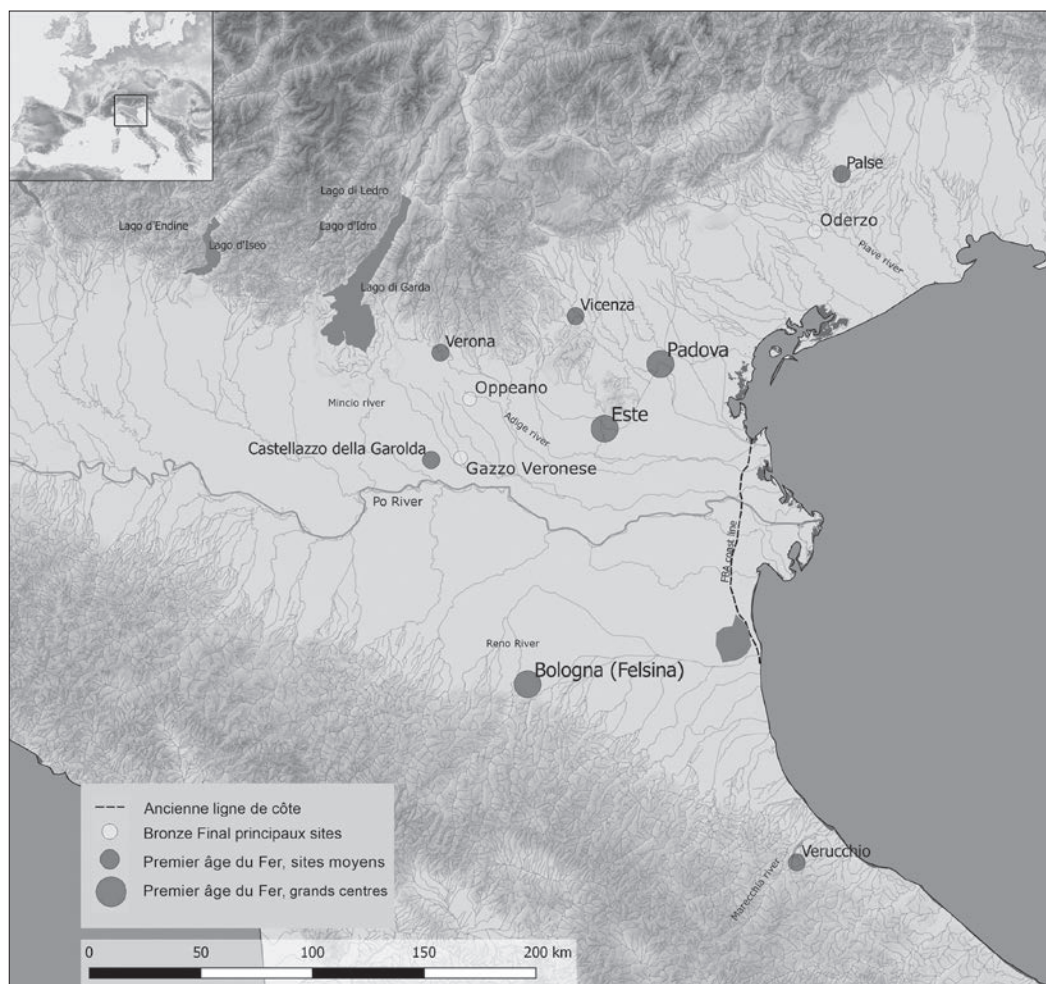 Palse
Oderzo
Piave river
Lago di Ledro
Lago d'Endine
Lago d'Idro
Lago d'Iseo
Lago di Garda
Vicenza
Verona
Padova
Oppeano
Mincio river
Adige river
Este
Castellazzo della Garolda
Gazzo Veronese
Po River
FBA coast line
Reno River
Bologna (Felsina)
Verucchio
Marecchia river
Ancienne ligne de côte
Bronze Final principaux sites
Premier âge du Fer, sites moyens
Premier âge du Fer, grands centres
0 50 100 150 200 km